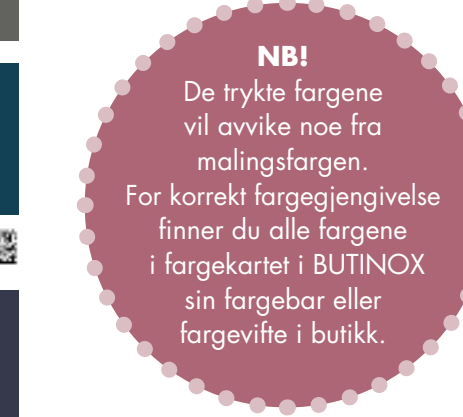 NB!
De trykte fargene
vil avvike noe fra
malingsfargen.
For korrekt fargegjengivelse
finner du alle fargene
i fargekartet i BUTINOX
sin fargebar eller
fargevifte i butikk.